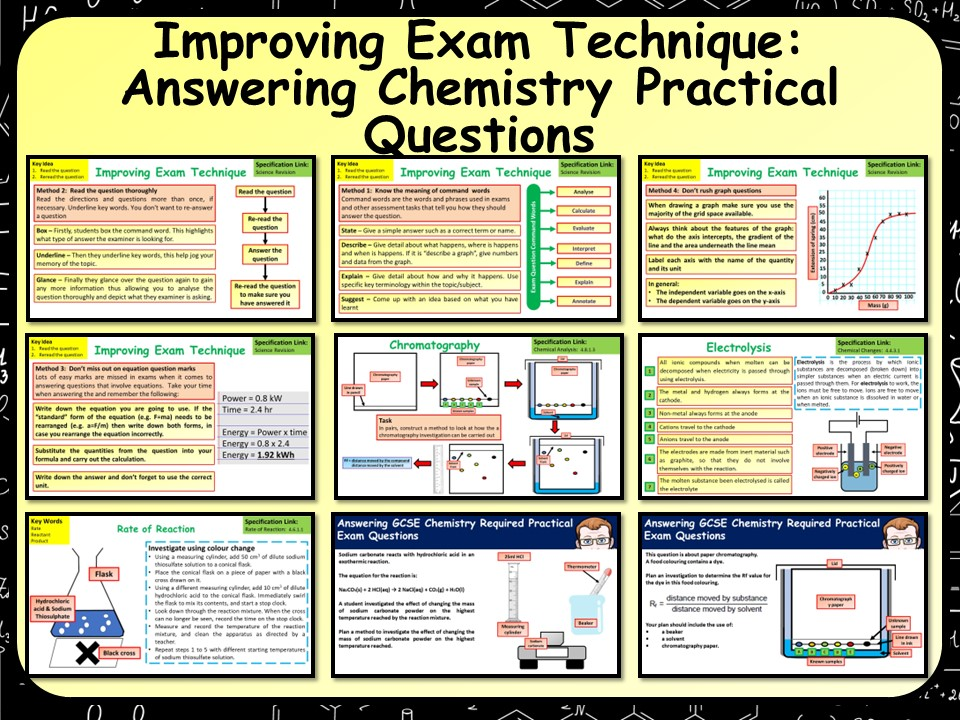 Improving Exam Technique:
Answering Chemistry Practical
Questions
Key Idea
1. Read the question
2. Reread the question
Improving Exam Technique
Specification Link:
Science Revision
Method 2: Read the question thoroughly
Read the directions and questions more than once, if
necessary. Underline key words. You don't want to re-answer
a question
Box – Firstly, students box the command word. This highlights
what type of answer the examiner is looking for.
Underline – Then they underline key words, this help jog your
memory of the topic.
Glance – Finally they glance over the question again to gain
any more information thus allowing you to analyse the
question thoroughly and depict what they examiner is asking.
Read the question
Re-read the
question
Answer the
question
Re-read the question
to make sure you
have answered it
Key Idea
1. Read the question
2. Reread the question
Improving Exam Technique
Specification Link:
Science Revision
Method 1: Know the meaning of command words
Command words are the words and phrases used in exams
and other assessment tasks that tell you how they should
answer the question.
State – Give a simple answer such as a correct term or name.
Describe – Give detail about what happens, where is happens
and when is happens. If it is "describe a graph", give numbers
and data from the graph.
Explain – Give detail about how and why it happens. Use
specific key terminology within the topic/subject.
Suggest – Come up with an idea based on what you have
learnt
Exam Question Command Words
Analyse
Calculate
Evaluate
Interpret
Define
Explain
Annotate
Key Idea
1. Read the question
2. Reread the question
Improving Exam Technique
Specification Link:
Science Revision
Method 4: Don't rush graph questions
When drawing a graph make sure you use the
majority of the grid space available.
Always think about the features of the graph:
what do the axis intercepts, the gradient of
the line and the area underneath the line mean
Label each axis with the name of the quantity
and its unit
In general:
• The independent variable goes on the x-axis
• The dependent variable goes on the y-axis
Extension of spring (cm)
60
55
50
45
40
35
30
25
20
15
10
5
0
0 10 20 30 40 50 60 70 80 90 100
Mass (g)
Key Idea
1. Read the question
2. Reread the question
Improving Exam Technique
Specification Link:
Science Revision
Method 3: Don't miss out on equation question marks
Lots of easy marks are missed in exams when it comes to
answering questions that involve equations. Take your time
when answering the and remember the following:
Write down the equation you are going to use. If the
"standard" form of the equation (e.g. F=ma) needs to be
rearranged (e.g. a=F/m) then write down both forms, in
case you rearrange the equation incorrectly.
Substitute the quantities from the question into your
formula and carry out the calculation.
Write down the answer and don't forget to use the correct
unit.
Power = 0.8 kW
Time = 2.4 hr
Energy = Power x time
Energy = 0.8 x 2.4
Energy = 1.92 kWh
Chromatography
Specification Link:
Chemical Analysis: 4.8.1.3
Task
In pairs, construct a method to look at how the a
chromatography investigation can be carried out
Electrolysis
Specification Link:
Chemical Changes: 4.4.3.1
1 All ionic compounds when molten can be
decomposed when electricity is passed through
using electrolysis.
2 The metal and hydrogen always forms at the
cathode.
3 Non-metal always forms at the anode
4 Cations travel to the cathode
5 Anions travel to the anode
6 The electrodes are made from inert material such
as graphite, so that they do not involve
themselves with the reaction.
7 The molten substance been electrolysed is called
the electrolyte
Electrolysis is the process by which ionic
substances are decomposed (broken down) into
simpler substances when an electric current is
passed through them. For electrolysis to work, the
ions must be free to move. Ions are free to move
when an ionic substance is dissolved in water or
when melted.
Positive
electrode
Negative
electrode
Negatively
charged ion
Positively
charged ion
Key Words
Rate
Reactant
Product
Rate of Reaction
Specification Link:
Rate of Reaction: 4.6.1.1
Flask
Hydrochloric
acid & Sodium
Thiosulphate
Black cross
Investigate using colour change
• Using a measuring cylinder, add 50 cm³ of dilute sodium
thiosulfate solution to a conical flask.
• Place the conical flask on a piece of paper with a black
cross drawn on it.
• Using a different measuring cylinder, add 10 cm³ of dilute
hydrochloric acid to the conical flask. Immediately swirl
the flask to mix its contents, and start a stop clock.
• Look down through the reaction mixture. When the cross
can no longer be seen, record the time on the stop clock.
• Measure and record the temperature of the reaction
mixture, and clean the apparatus as directed by a
teacher.
• Repeat steps 1 to 5 with different starting temperatures
of sodium thiosulfate solution.
Answering GCSE Chemistry Required Practical
Exam Questions
Sodium carbonate reacts with hydrochloric acid in an
exothermic reaction.
The equation for the reaction is:
Na₂CO₃(s) + 2 HCl(aq) → 2 NaCl(aq) + CO₂(g) + H₂O(l)
A student investigated the effect of changing the mass
of sodium carbonate powder on the highest
temperature reached by the reaction mixture.
Plan a method to investigate the effect of changing the
mass of sodium carbonate powder on the highest
temperature reached.
25ml HCl
Thermometer
Measuring
cylinder
Beaker
Answering GCSE Chemistry Required Practical
Exam Questions
This question is about paper chromatography.
A food colouring contains a dye.
Plan an investigation to determine the Rf value for
the dye in this food colouring.
Rf = distance moved by substance
distance moved by solvent
Your plan should include the use of:
• a beaker
• a solvent
• chromatography paper.
Lid
Chromatograph
y paper
Unknown
sample
Line drawn
in ink
Solvent
Known samples